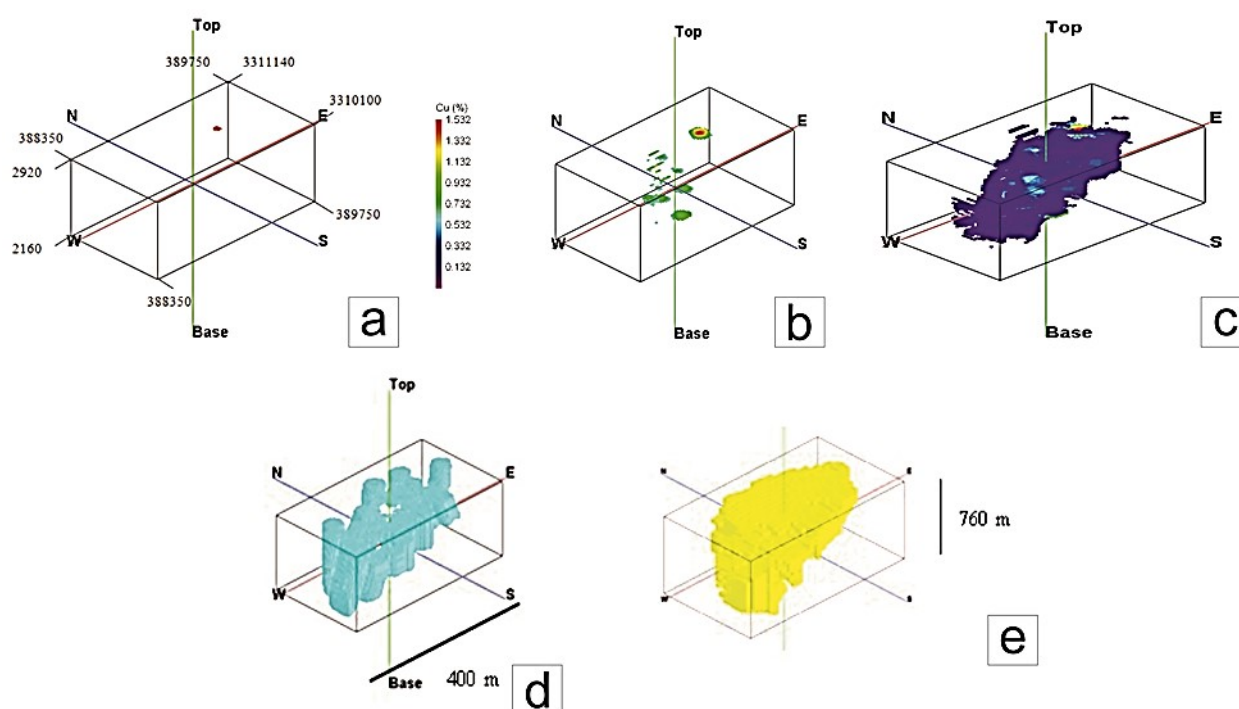 Top
389750 3311140
N
E
3310100
388350
2920
2160
W
389750
S
388350
Base
a
Cu (%)
1.532
1.332
1.132
0.932
0.732
0.532
0.332
0.132
Top
N
E
W
S
Base
b
Top
N
E
W
S
Base
c
Top
N
E
W
S
Base
400 m
d
N
E
W
S
760 m
e